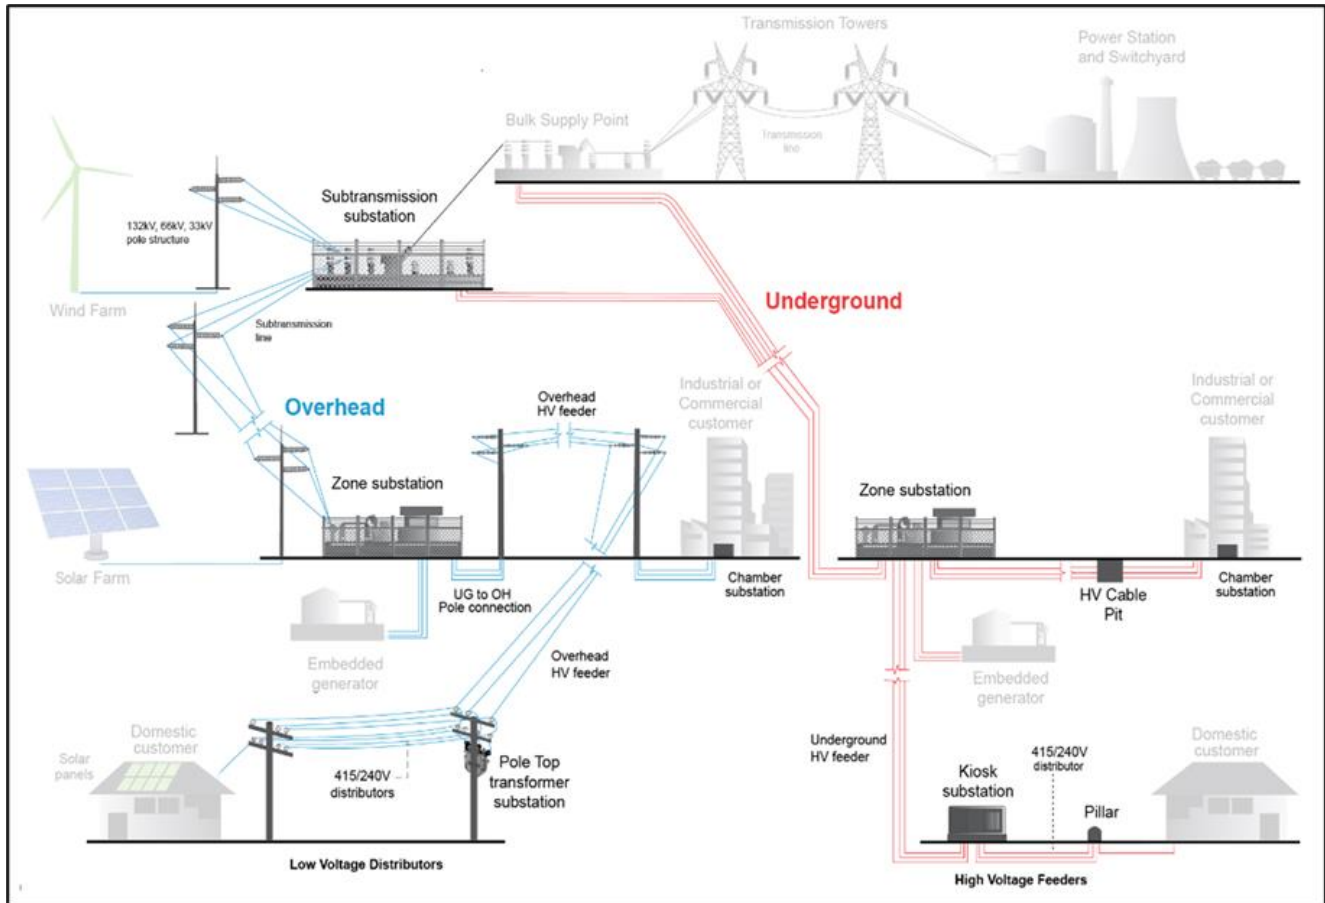 Transmission Towers
Power Station
and Switchyard
Bulk Supply Point
Transmission
line
Subtransmission
substation
132kV, 66kV, 33kV
pole structure
Wind Farm
Subtransmission
line
Underground
Overhead
Overhead
HV feeder
Industrial or
Commercial
customer
Industrial or
Commercial
customer
Zone substation
Zone substation
Solar Farm
UG to OH
Pole connection
Chamber
substation
HV Cable
Pit
Chamber
substation
Embedded
generator
Overhead
HV feeder
Embedded
generator
Domestic
customer
Solar
panels
415/240V
distributors
Pole Top
transformer
substation
Underground
HV feeder
415/240V
distributor
Domestic
customer
Kiosk
substation
Pillar
Low Voltage Distributors
High Voltage Feeders